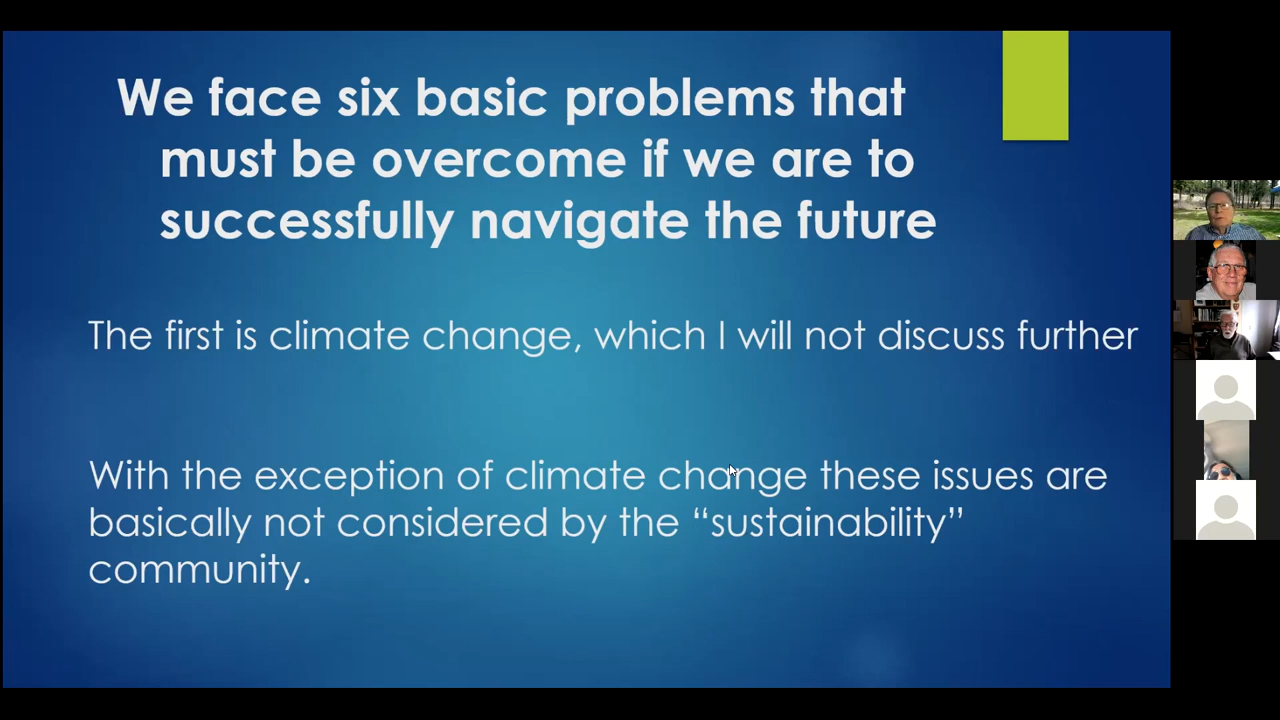 We face six basic problems that
must be overcome if we are to
successfully navigate the future
The first is climate change, which I will not discuss further
With the exception of climate change these issues are
basically not considered by the “sustainability”
community.